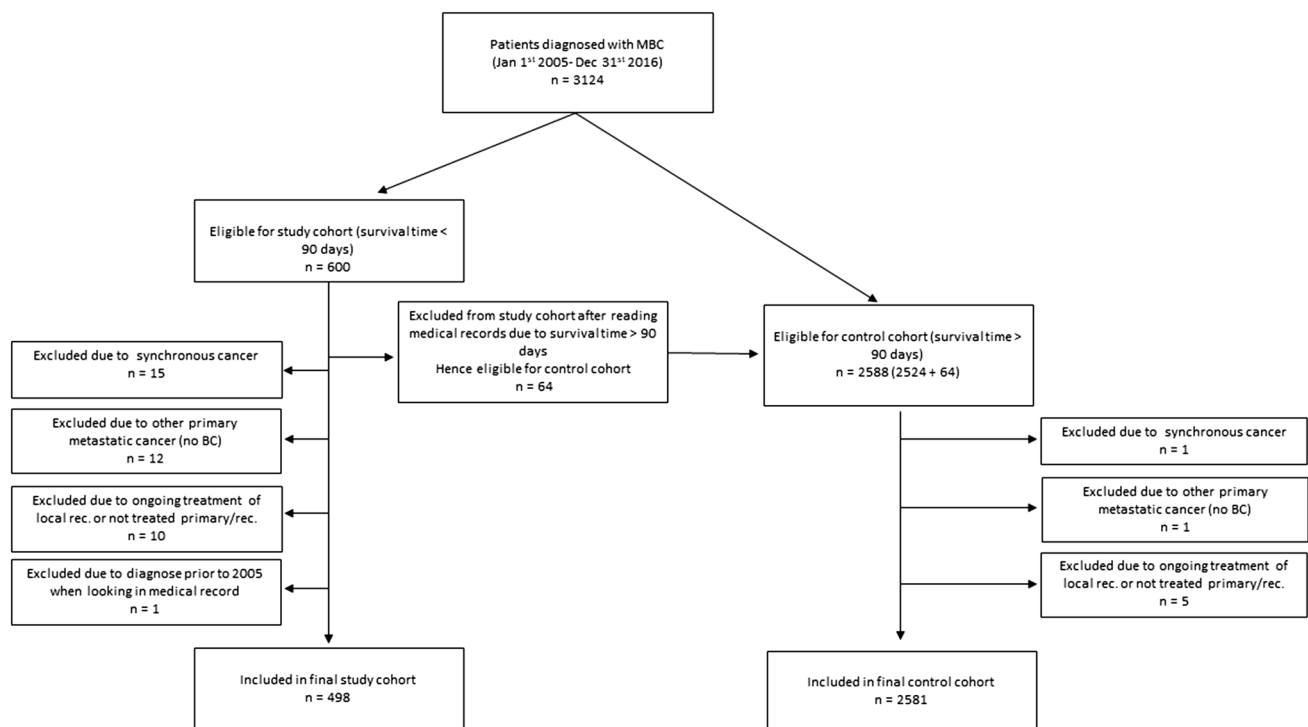 Patients diagnosed with MBC
(Jan 1st 2005- Dec 31st 2016)
n = 3124
Eligible for study cohort (survival time <
90 days)
n = 600
Excluded from study cohort after reading
medical records due to survival time > 90
days
Hence eligible for control cohort
n = 64
Eligible for control cohort (survival time >
90 days)
n = 2588 (2524 + 64)
Excluded due to synchronous cancer
n = 15
Excluded due to other primary
metastatic cancer (no BC)
n = 12
Excluded due to ongoing treatment of
local rec. or not treated primary/rec.
n = 10
Excluded due to diagnose prior to 2005
when looking in medical record
n = 1
Excluded due to synchronous cancer
n = 1
Excluded due to other primary
metastatic cancer (no BC)
n = 1
Excluded due to ongoing treatment of
local rec. or not treated primary/rec.
n = 5
Included in final study cohort
n = 498
Included in final control cohort
n = 2581